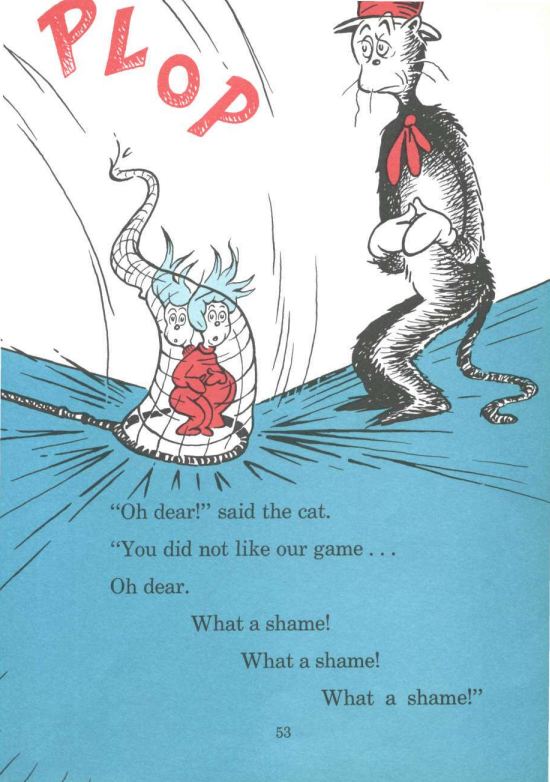 PLOP
“Oh dear!” said the cat.
“You did not like our game . . .
Oh dear.
What a shame!
What a shame!
What a shame!”
53